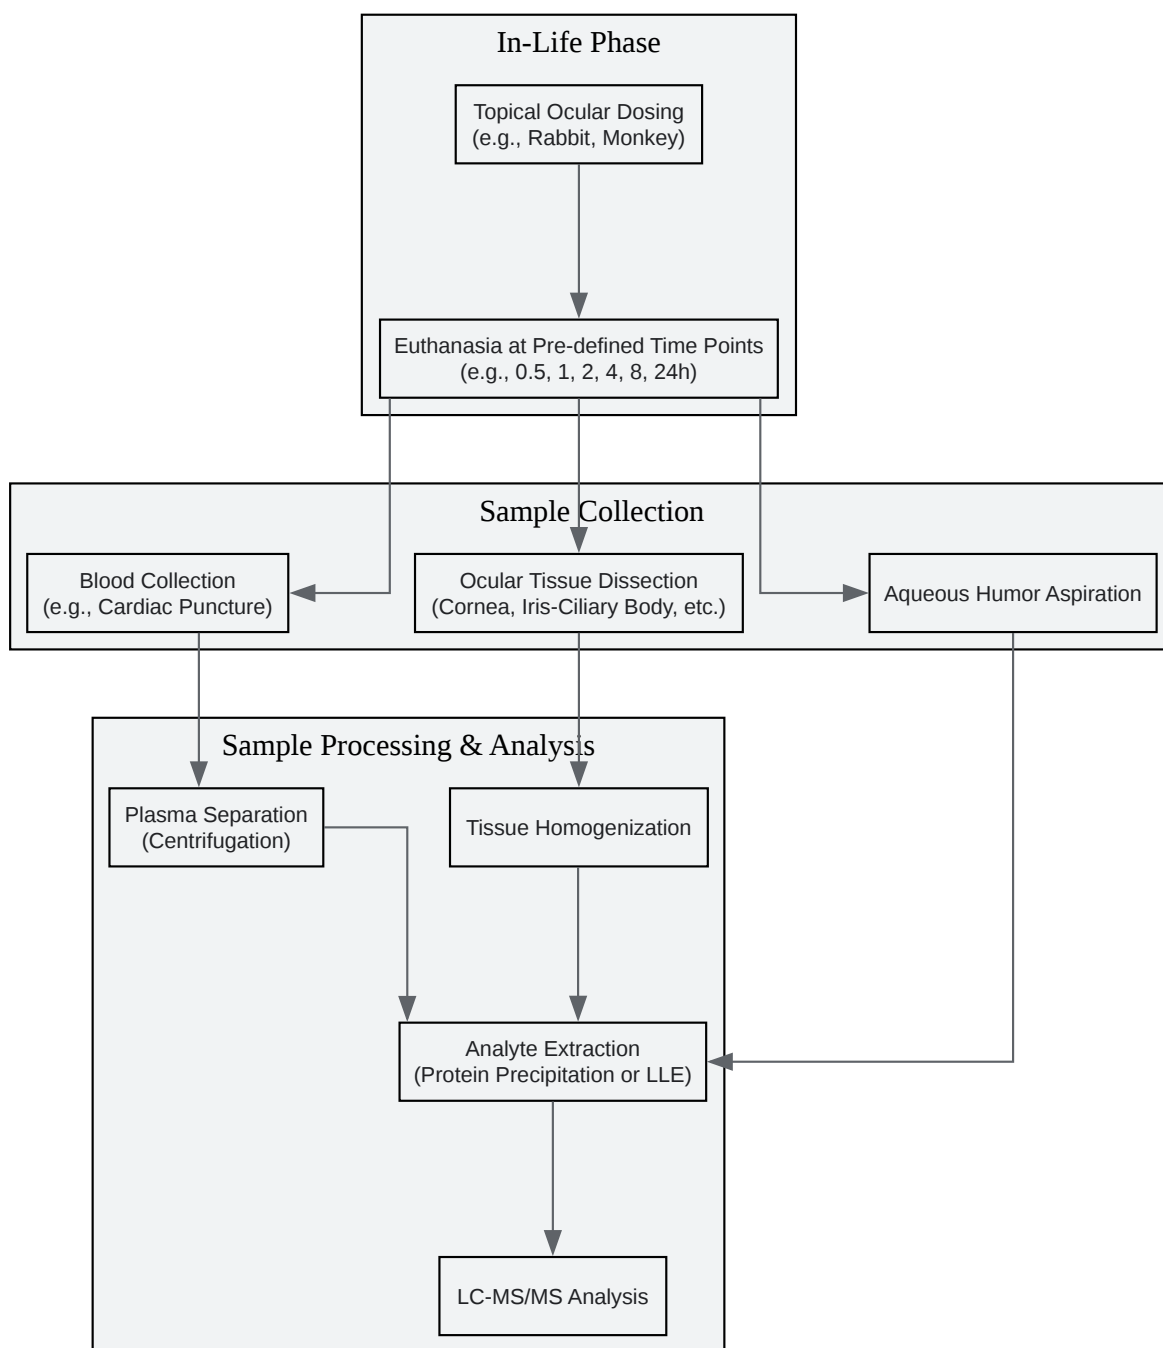 In-Life Phase
Topical Ocular Dosing
(e.g., Rabbit, Monkey)
Euthanasia at Pre-defined Time Points
(e.g., 0.5, 1, 2, 4, 8, 24h)
Sample Collection
Blood Collection
(e.g., Cardiac Puncture)
Ocular Tissue Dissection
(Cornea, Iris-Ciliary Body, etc.)
Aqueous Humor Aspiration
Sample Processing & Analysis
Plasma Separation
(Centrifugation)
Tissue Homogenization
Analyte Extraction
(Protein Precipitation or LLE)
LC-MS/MS Analysis